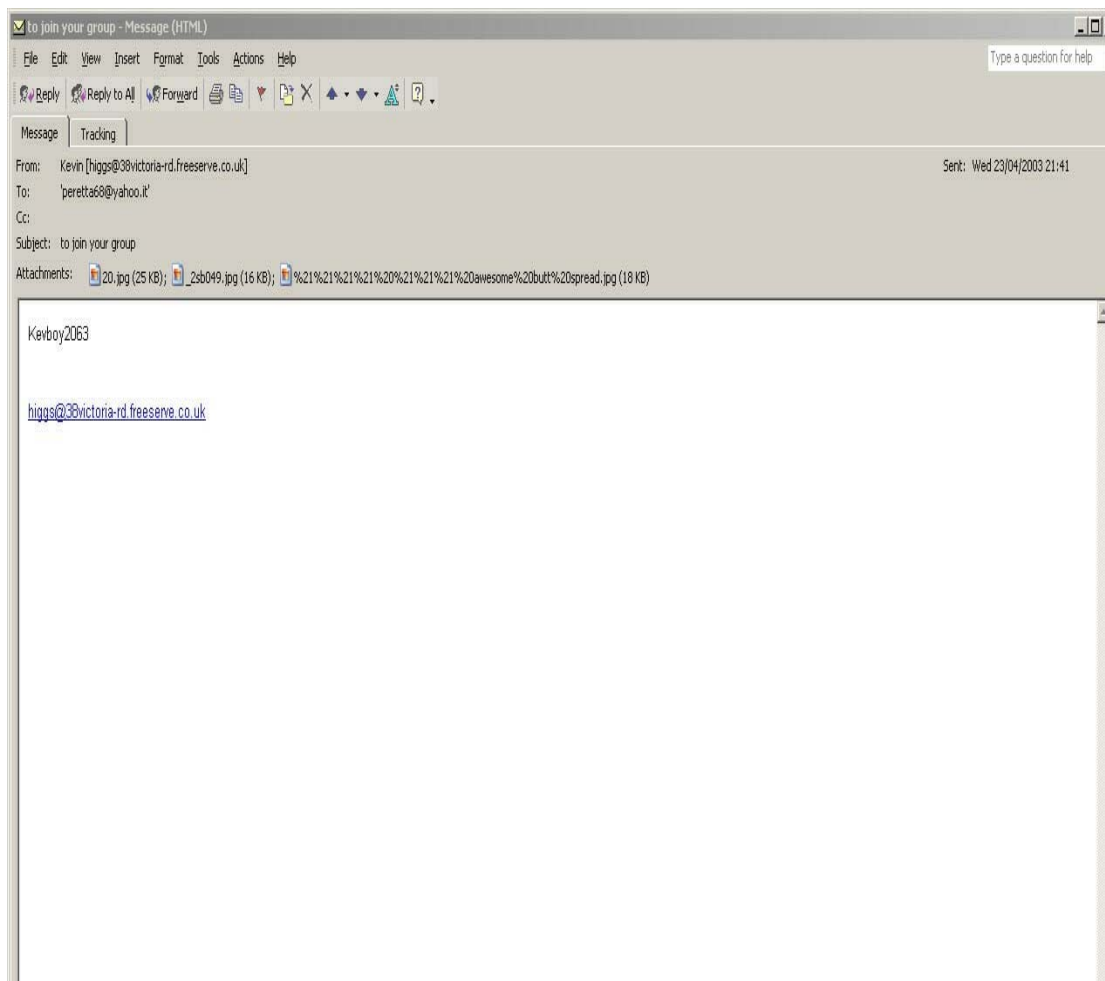 to join your group - Message (HTML)
File Edit View Insert Format Tools Actions Help
Type a question for help
Reply Reply to All Forward
Message Tracking
From: Kevin [higgs@38victoria-rd.freeserve.co.uk]
Sent: Wed 23/04/2003 21:41
To: 'peretta68@yahoo.it'
Cc:
Subject: to join your group
Attachments: 20.jpg (25 KB); _2sb049.jpg (16 KB); %21%21%21%21%20%21%21%21%20awesome%20butt%20spread.jpg (18 KB)
Kevboy2063
higgs@38victoria-rd.freeserve.co.uk